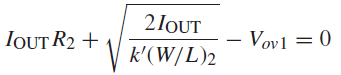 I_OUT R_2 + √(2I_OUT / k′(W/L)_2) − V_ov1 = 0